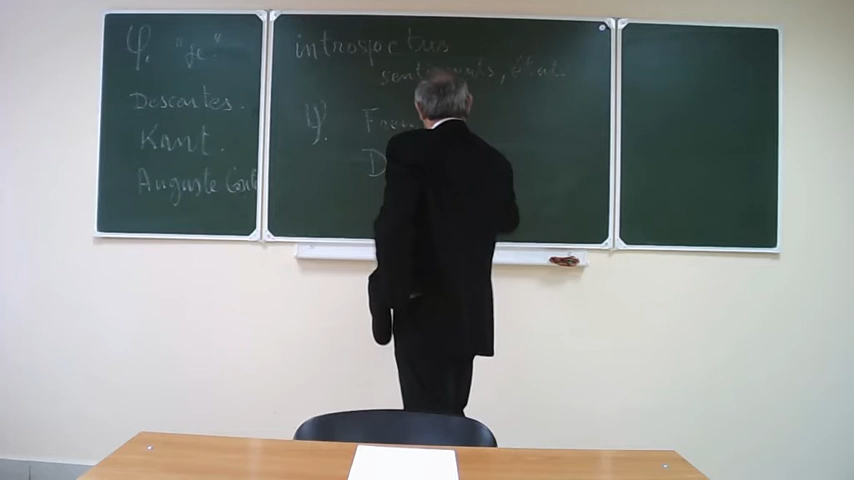 φ. "je".
Descartes.
Kant.
Auguste Comte
introspectus
sentiments, état.
ψ.